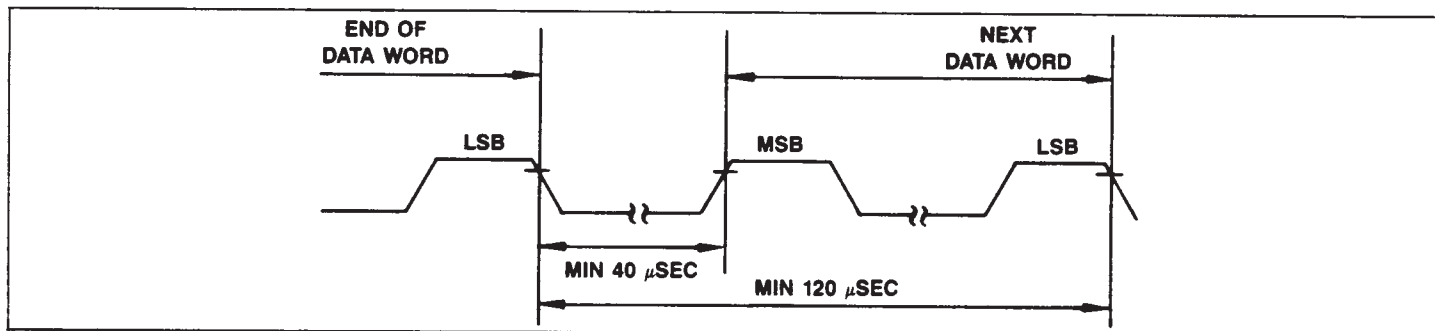 END OF
DATA WORD
NEXT
DATA WORD
LSB
MSB
LSB
MIN 40 μSEC
MIN 120 μSEC